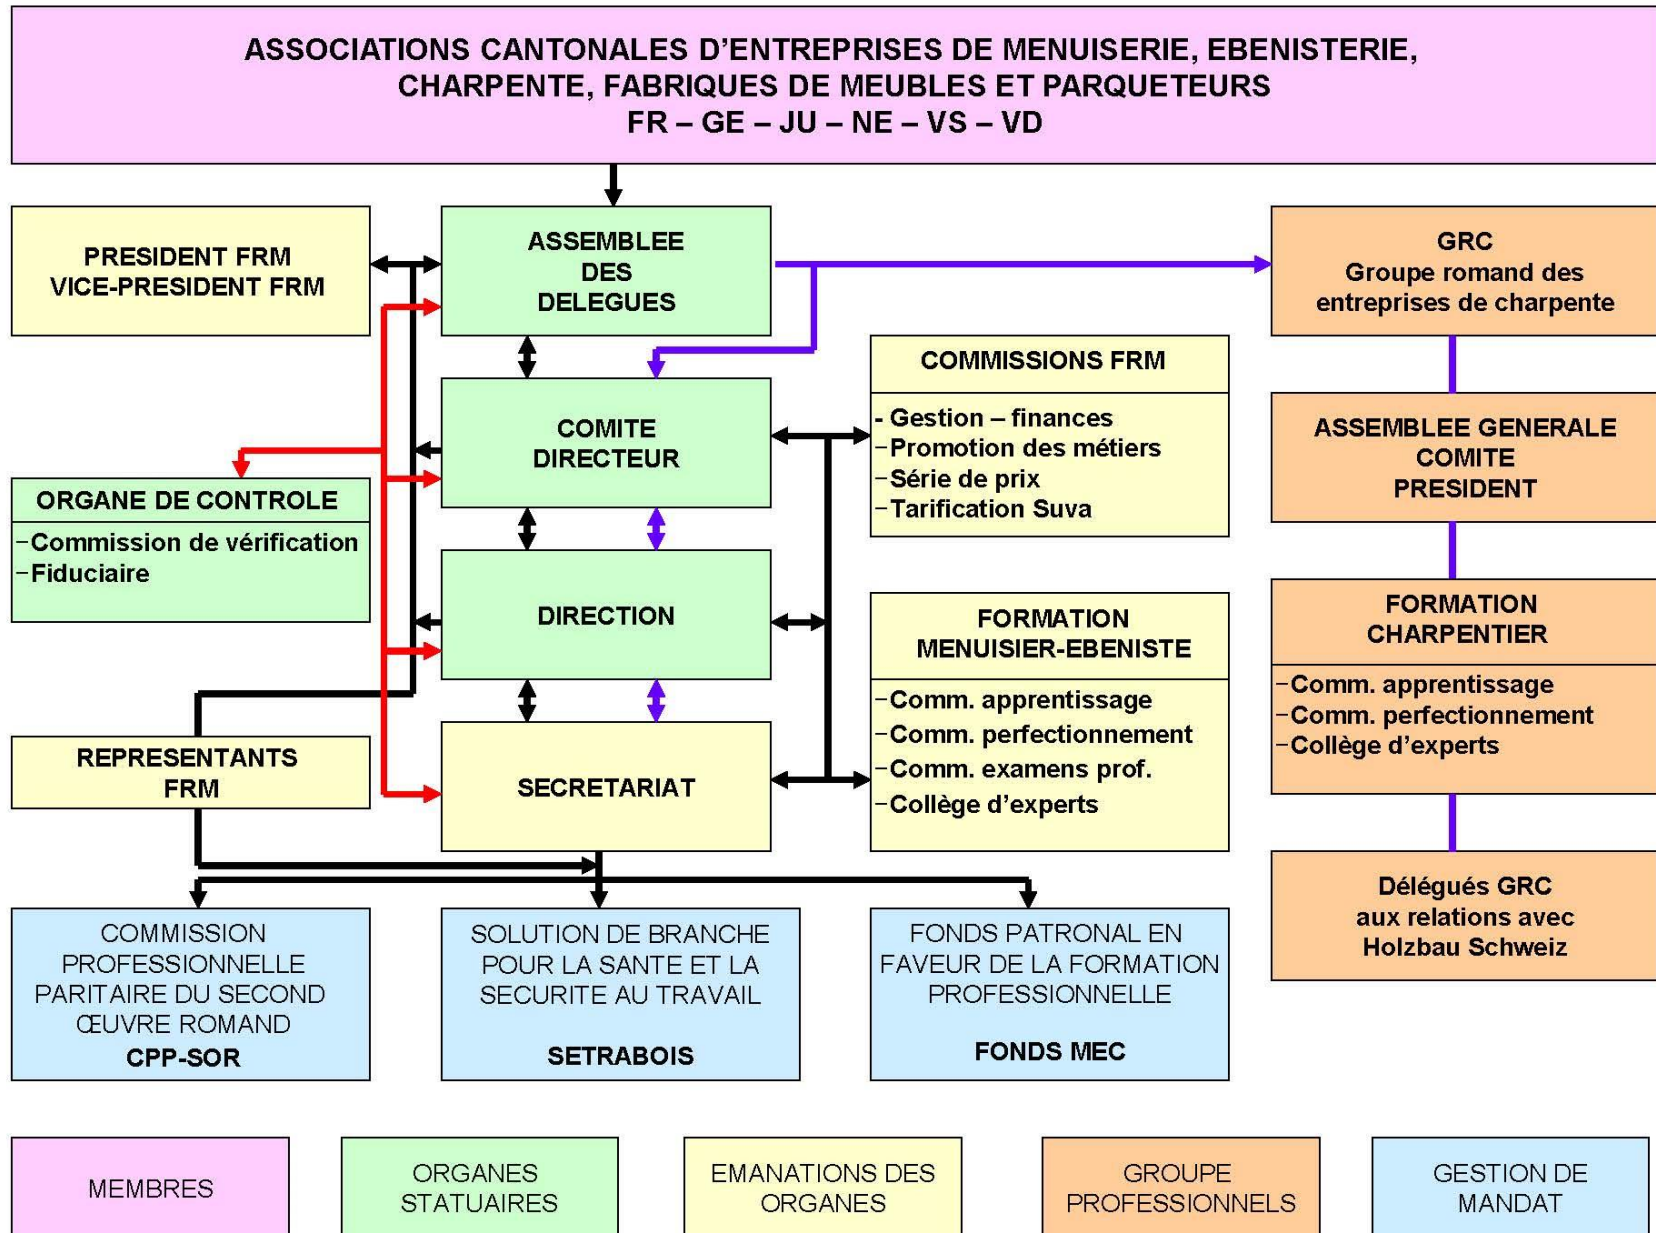 ASSOCIATIONS CANTONALES D'ENTREPRISES DE MENUISERIE, EBENISTERIE,
CHARPENTE, FABRIQUES DE MEUBLES ET PARQUETEURS
FR – GE – JU – NE – VS – VD
PRESIDENT FRM
VICE-PRESIDENT FRM
ASSEMBLEE
DES
DELEGUES
GRC
Groupe romand des
entreprises de charpente
COMMISSIONS FRM
- Gestion – finances
–Promotion des métiers
–Série de prix
–Tarification Suva
COMITE
DIRECTEUR
ASSEMBLEE GENERALE
COMITE
PRESIDENT
ORGANE DE CONTROLE
–Commission de vérification
–Fiduciaire
DIRECTION
FORMATION
MENUISIER-EBENISTE
–Comm. apprentissage
–Comm. perfectionnement
–Comm. examens prof.
–Collège d'experts
FORMATION
CHARPENTIER
–Comm. apprentissage
–Comm. perfectionnement
–Collège d'experts
REPRESENTANTS
FRM
SECRETARIAT
Délégués GRC
aux relations avec
Holzbau Schweiz
COMMISSION
PROFESSIONNELLE
PARITAIRE DU SECOND
ŒUVRE ROMAND
CPP-SOR
SOLUTION DE BRANCHE
POUR LA SANTE ET LA
SECURITE AU TRAVAIL
SETRABOIS
FONDS PATRONAL EN
FAVEUR DE LA FORMATION
PROFESSIONNELLE
FONDS MEC
MEMBRES
ORGANES
STATUAIRES
EMANATIONS DES
ORGANES
GROUPE
PROFESSIONNELS
GESTION DE
MANDAT